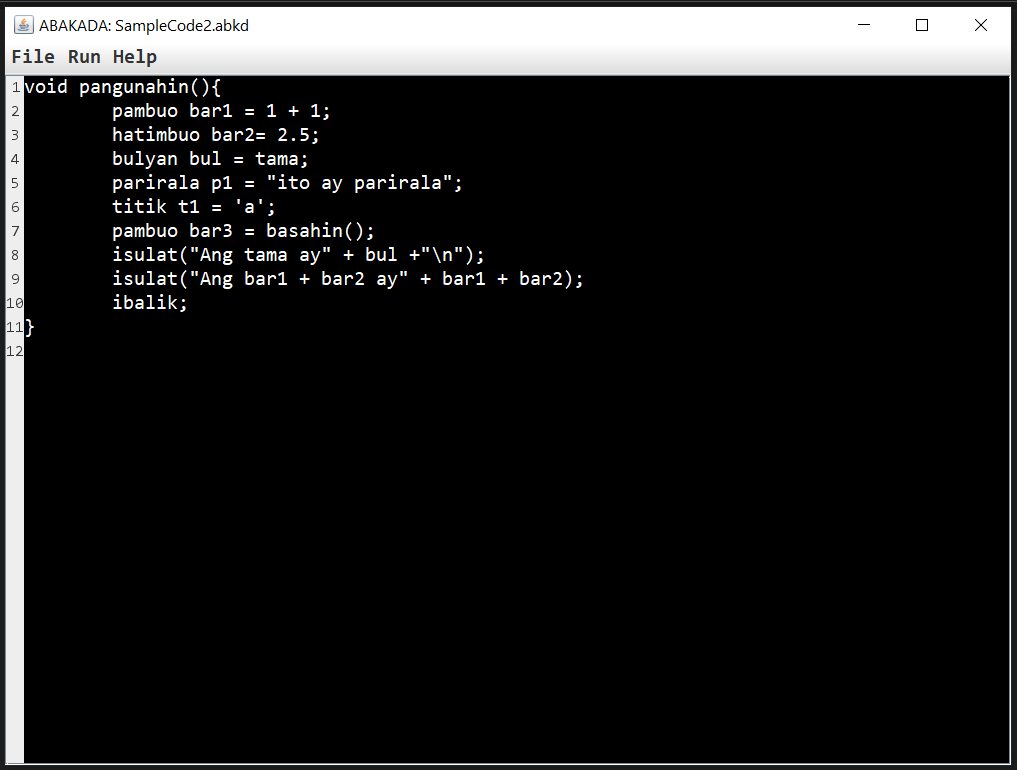 ABAKADA: SampleCode2.abkd
File Run Help
1 void pangunahin(){
2 pambuo bar1 = 1 + 1;
3 hatimbuo bar2= 2.5;
4 bulyan bul = tama;
5 parirala p1 = "ito ay parirala";
6 titik t1 = 'a';
7 pambuo bar3 = basahin();
8 isulat("Ang tama ay" + bul +"\n");
9 isulat("Ang bar1 + bar2 ay" + bar1 + bar2);
10 ibalik;
11 }
12